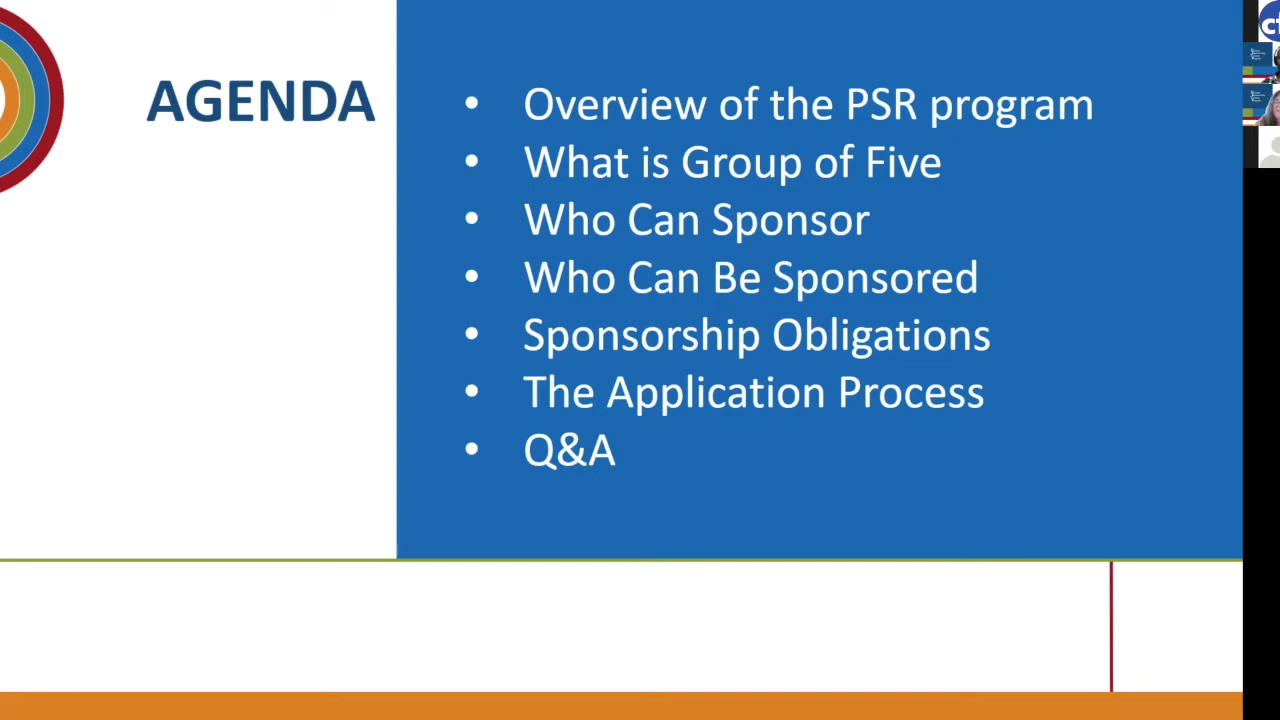 AGENDA
• Overview of the PSR program
• What is Group of Five
• Who Can Sponsor
• Who Can Be Sponsored
• Sponsorship Obligations
• The Application Process
• Q&A